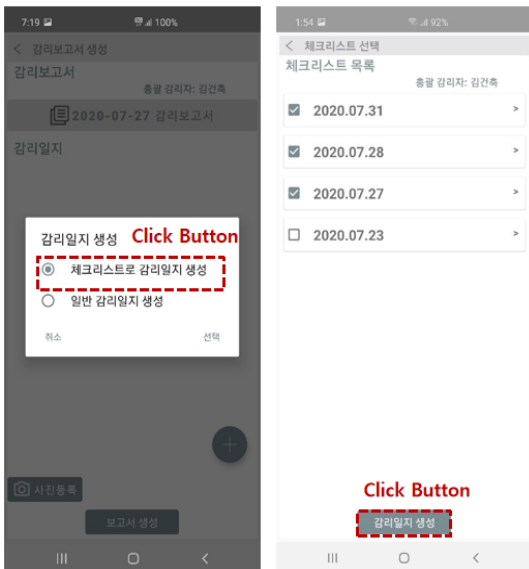 7:19 100%
감리보고서 생성
감리보고서
총괄 감리자: 김건축
2020-07-27 감리보고서
감리일지
감리일지 생성 Click Button
체크리스트로 감리일지 생성
일반 감리일지 생성
취소 선택
사진등록
보고서 생성
1:54 92%
체크리스트 선택
체크리스트 목록
총괄 감리자: 김건축
2020.07.31 >
2020.07.28 >
2020.07.27 >
2020.07.23 >
Click Button
감리일지 생성